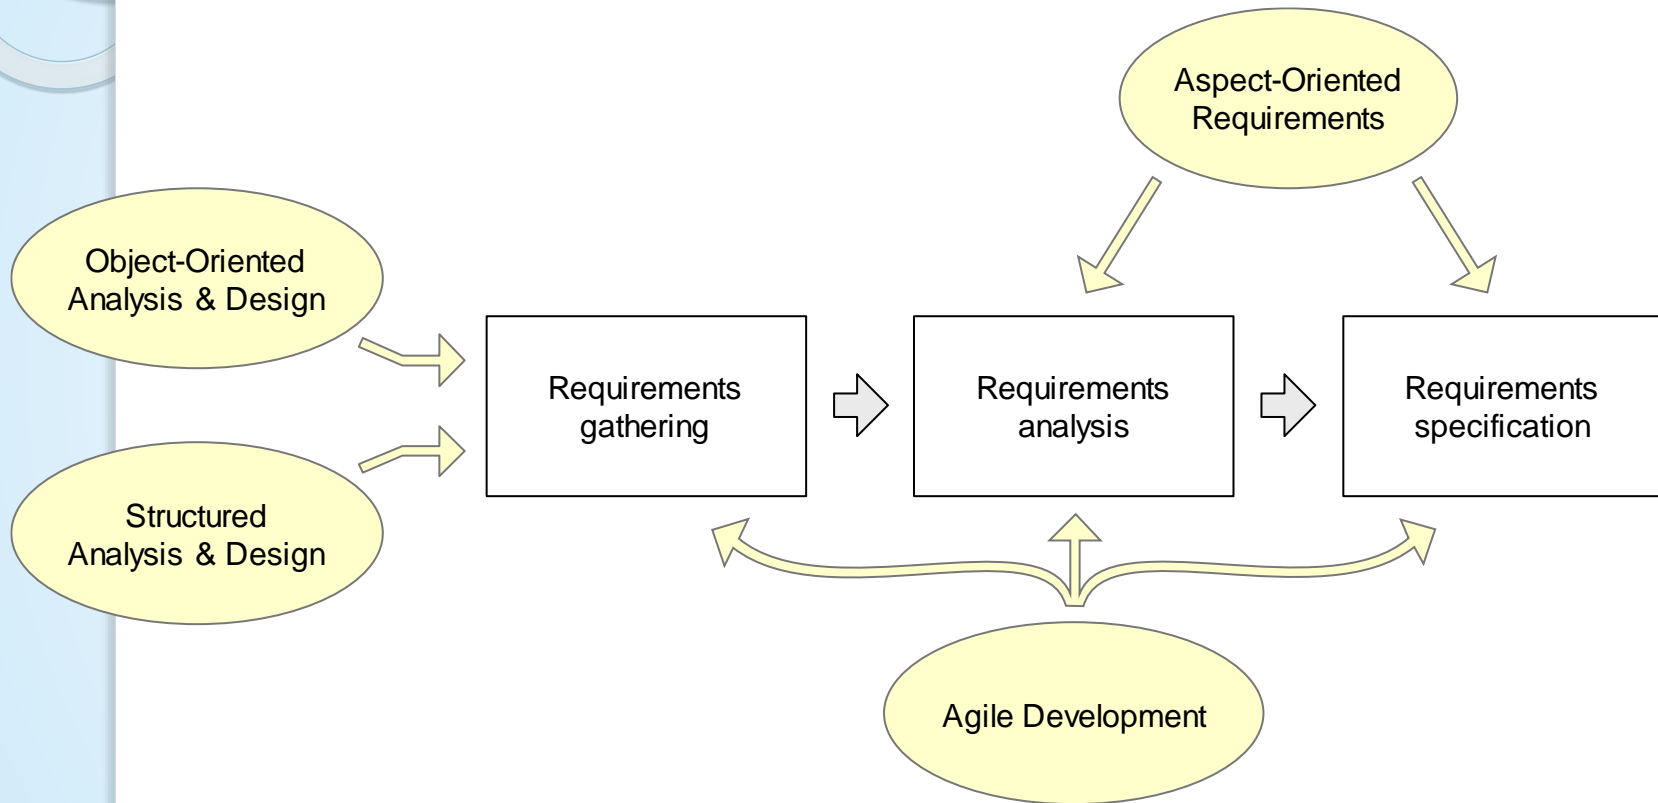 Aspect-Oriented
Requirements
Object-Oriented
Analysis & Design
Requirements
gathering
Requirements
analysis
Requirements
specification
Structured
Analysis & Design
Agile Development